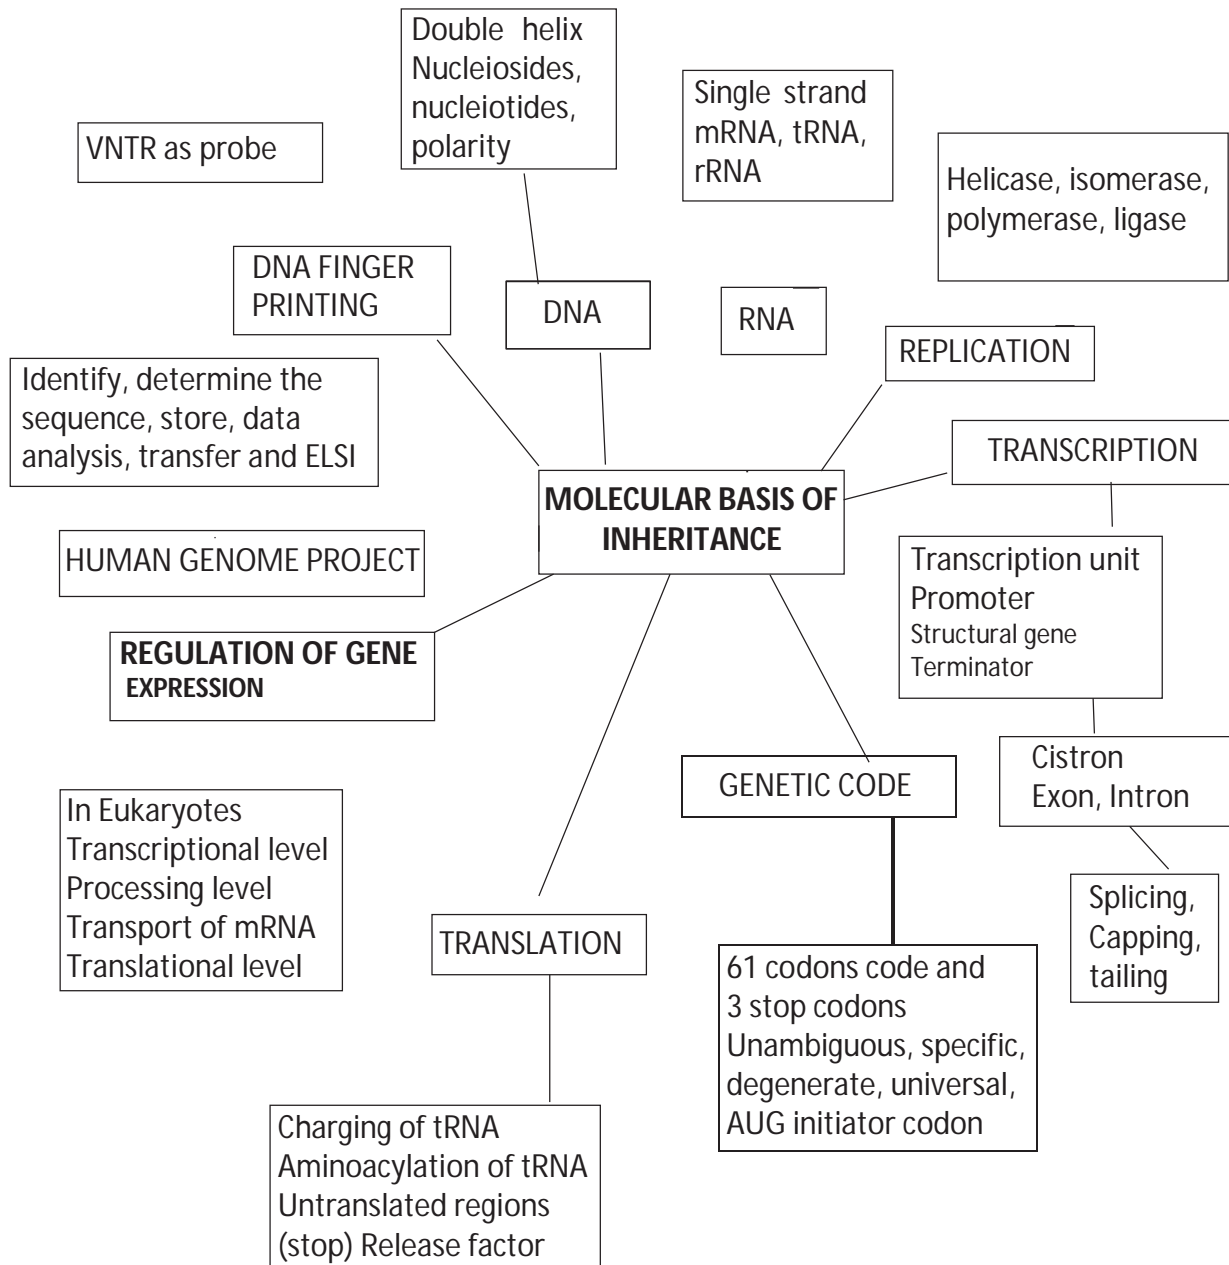 Double helix
Nucleiosides,
nucleiotides,
polarity
Single strand
mRNA, tRNA,
rRNA
VNTR as probe
Helicase, isomerase,
polymerase, ligase
DNA FINGER
PRINTING
DNA
RNA
REPLICATION
Identify, determine the
sequence, store, data
analysis, transfer and ELSI
TRANSCRIPTION
MOLECULAR BASIS OF
INHERITANCE
HUMAN GENOME PROJECT
Transcription unit
Promoter
Structural gene
Terminator
REGULATION OF GENE
EXPRESSION
Cistron
Exon, Intron
GENETIC CODE
In Eukaryotes
Transcriptional level
Processing level
Transport of mRNA
Translational level
Splicing,
Capping,
tailing
TRANSLATION
61 codons code and
3 stop codons
Unambiguous, specific,
degenerate, universal,
AUG initiator codon
Charging of tRNA
Aminoacylation of tRNA
Untranslated regions
(stop) Release factor